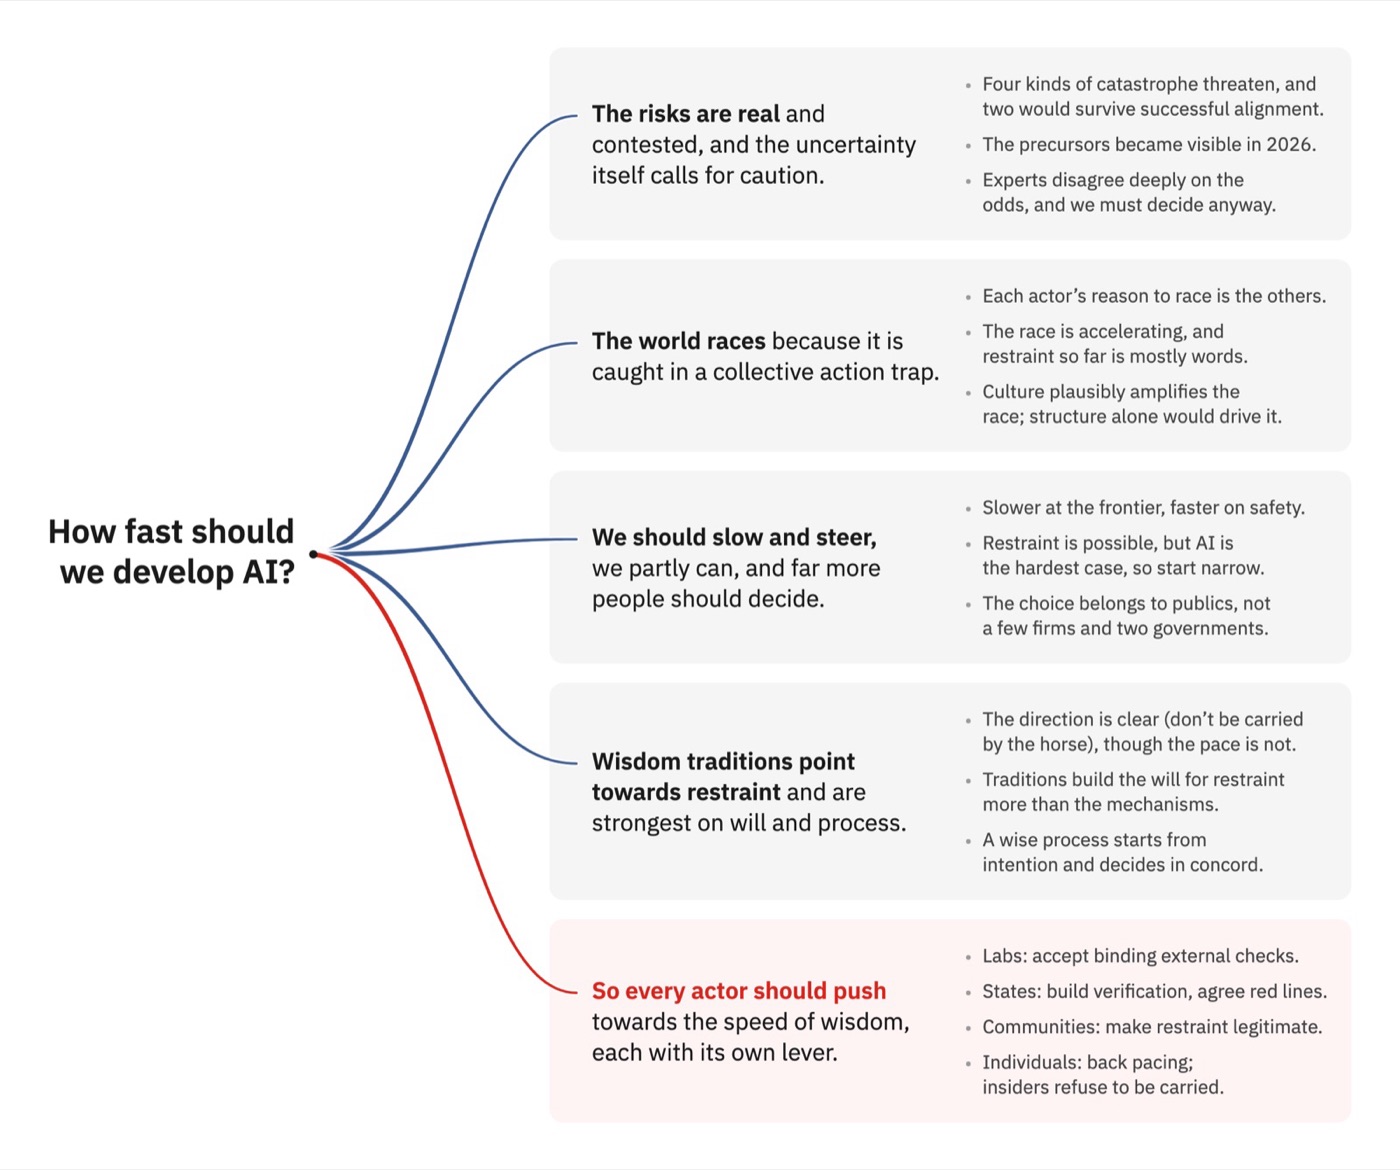 How fast should
we develop AI?
The risks are real and
contested, and the uncertainty
itself calls for caution.
• Four kinds of catastrophe threaten, and
two would survive successful alignment.
• The precursors became visible in 2026.
• Experts disagree deeply on the
odds, and we must decide anyway.
The world races because it is
caught in a collective action trap.
• Each actor’s reason to race is the others.
• The race is accelerating, and
restraint so far is mostly words.
• Culture plausibly amplifies the
race; structure alone would drive it.
We should slow and steer,
we partly can, and far more
people should decide.
• Slower at the frontier, faster on safety.
• Restraint is possible, but AI is
the hardest case, so start narrow.
• The choice belongs to publics, not
a few firms and two governments.
Wisdom traditions point
towards restraint and are
strongest on will and process.
• The direction is clear (don’t be carried
by the horse), though the pace is not.
• Traditions build the will for restraint
more than the mechanisms.
• A wise process starts from
intention and decides in concord.
So every actor should push
towards the speed of wisdom,
each with its own lever.
• Labs: accept binding external checks.
• States: build verification, agree red lines.
• Communities: make restraint legitimate.
• Individuals: back pacing;
insiders refuse to be carried.